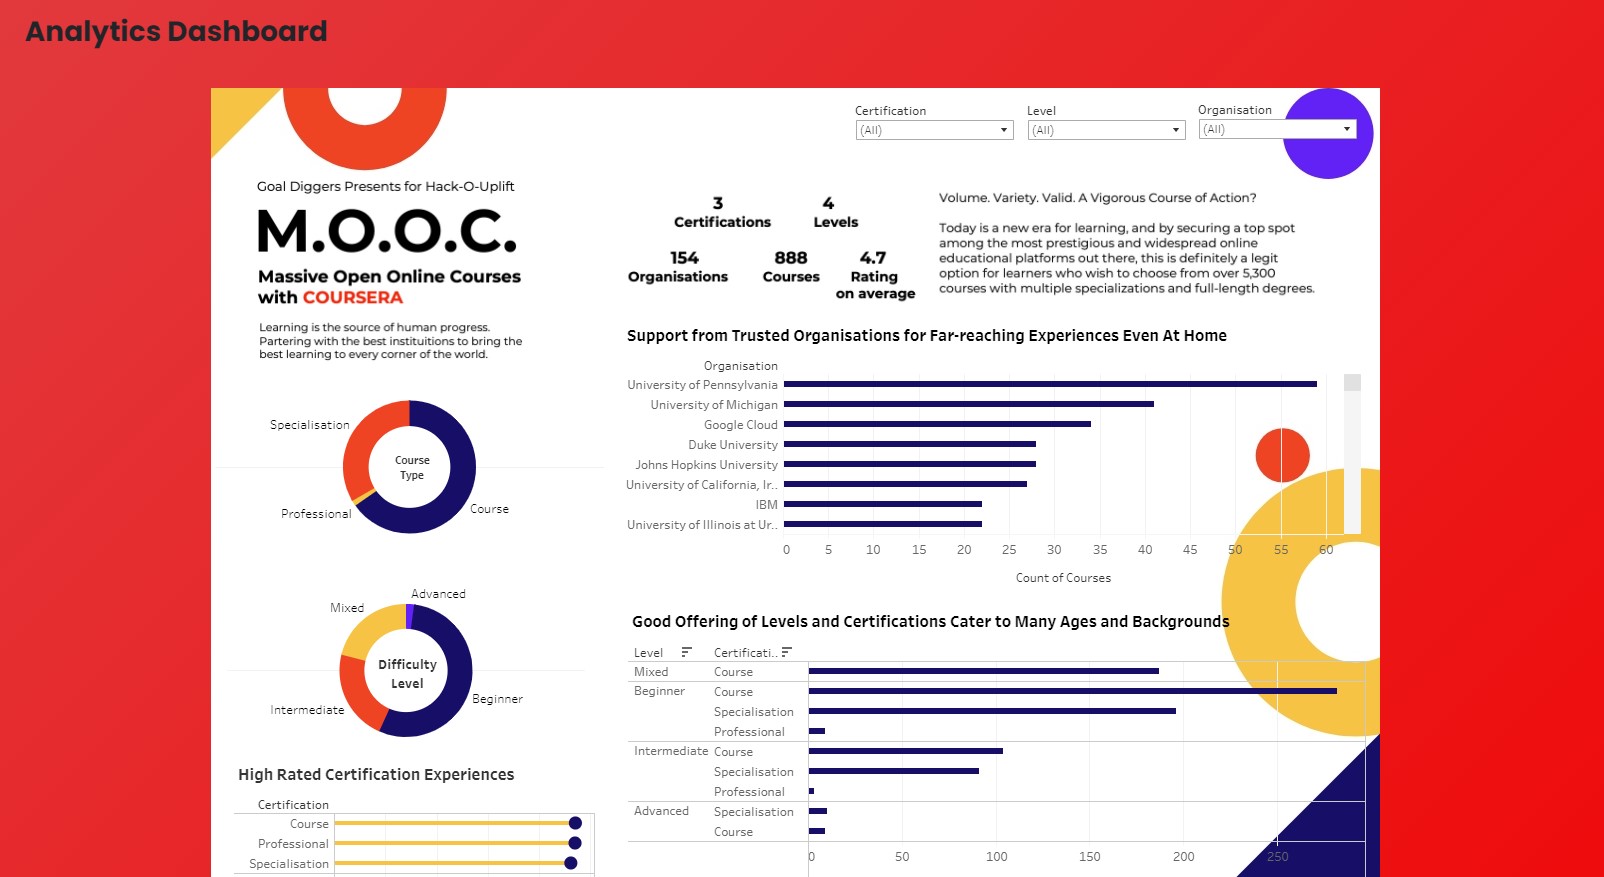 Analytics Dashboard
Certification
(All)
Level
(All)
Organisation
(All)
Goal Diggers Presents for Hack-O-Uplift
M.O.O.C.
Massive Open Online Courses
with COURSERA
Learning is the source of human progress.
Partering with the best instituitions to bring the
best learning to every corner of the world.
3
Certifications
4
Levels
154
Organisations
888
Courses
4.7
Rating
on average
Volume. Variety. Valid. A Vigorous Course of Action?
Today is a new era for learning, and by securing a top spot
among the most prestigious and widespread online
educational platforms out there, this is definitely a legit
option for learners who wish to choose from over 5,300
courses with multiple specializations and full-length degrees.
Specialisation
Course
Type
Professional
Course
Advanced
Mixed
Difficulty
Level
Beginner
Intermediate
High Rated Certification Experiences
Certification
Course
Professional
Specialisation
Support from Trusted Organisations for Far-reaching Experiences Even At Home
Organisation
University of Pennsylvania
University of Michigan
Google Cloud
Duke University
Johns Hopkins University
University of California, Ir..
IBM
University of Illinois at Ur..
0 5 10 15 20 25 30 35 40 45 50 55 60
Count of Courses
Good Offering of Levels and Certifications Cater to Many Ages and Backgrounds
Level Certificati..
Mixed Course
Beginner Course
Specialisation
Professional
Intermediate Course
Specialisation
Professional
Advanced Specialisation
Course
0 50 100 150 200 250